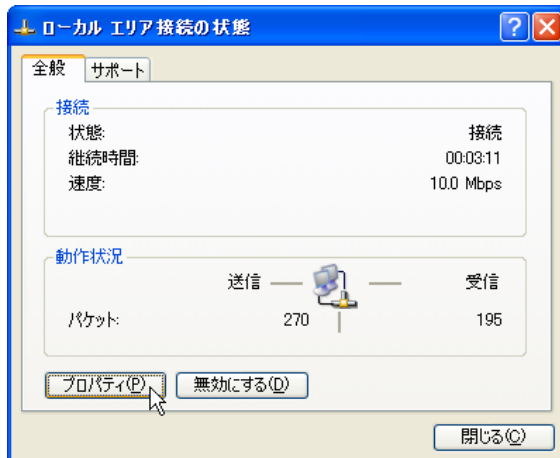 ローカル エリア接続の状態
全般 サポート
接続
状態: 接続
継続時間: 00:03:11
速度: 10.0 Mbps
動作状況
送信 受信
パケット: 270 195
プロパティ(P) 無効にする(D)
閉じる(C)